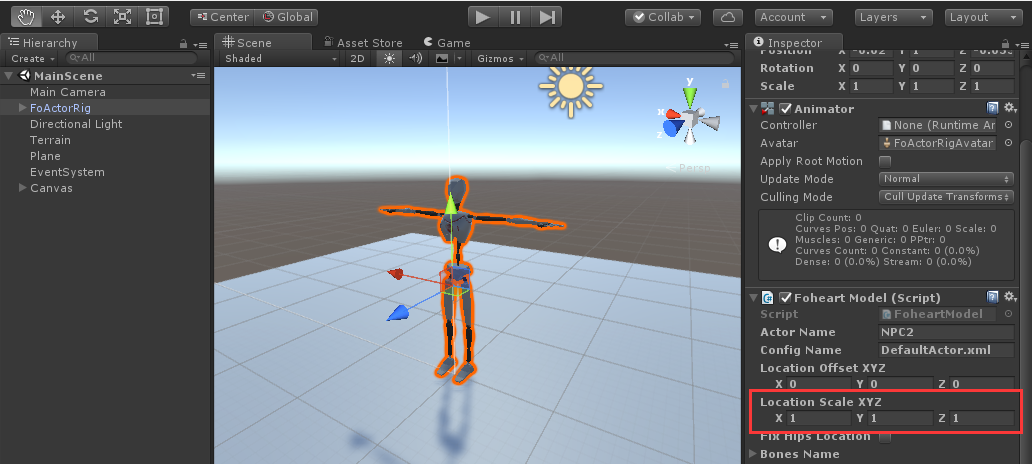 Center Global Collab Account Layers Layout
Hierarchy
Create All
MainScene
Main Camera
FoActorRig
Directional Light
Terrain
Plane
EventSystem
Canvas
Scene Asset Store Game
Shaded 2D Gizmos All
y
x
z
Persp
Inspector
Position X -0.02 Y 1 Z
Rotation X 0 Y 0 Z 0
Scale X 1 Y 1 Z 1
Animator
Controller None (Runtime Ar
Avatar FoActorRigAvatar
Apply Root Motion
Update Mode Normal
Culling Mode Cull Update Transforms
Clip Count: 0
Curves Pos: 0 Quat: 0 Euler: 0 Scale: 0
Muscles: 0 Generic: 0 PPtr: 0
Curves Count: 0 Constant: 0 (0.0%)
Dense: 0 (0.0%) Stream: 0 (0.0%)
Foheart Model (Script)
Script FoheartModel
Actor Name NPC2
Config Name DefaultActor.xml
Location Offset XYZ
X 0 Y 0 Z 0
Location Scale XYZ
X 1 Y 1 Z 1
Fix Hips Location
Bones Name